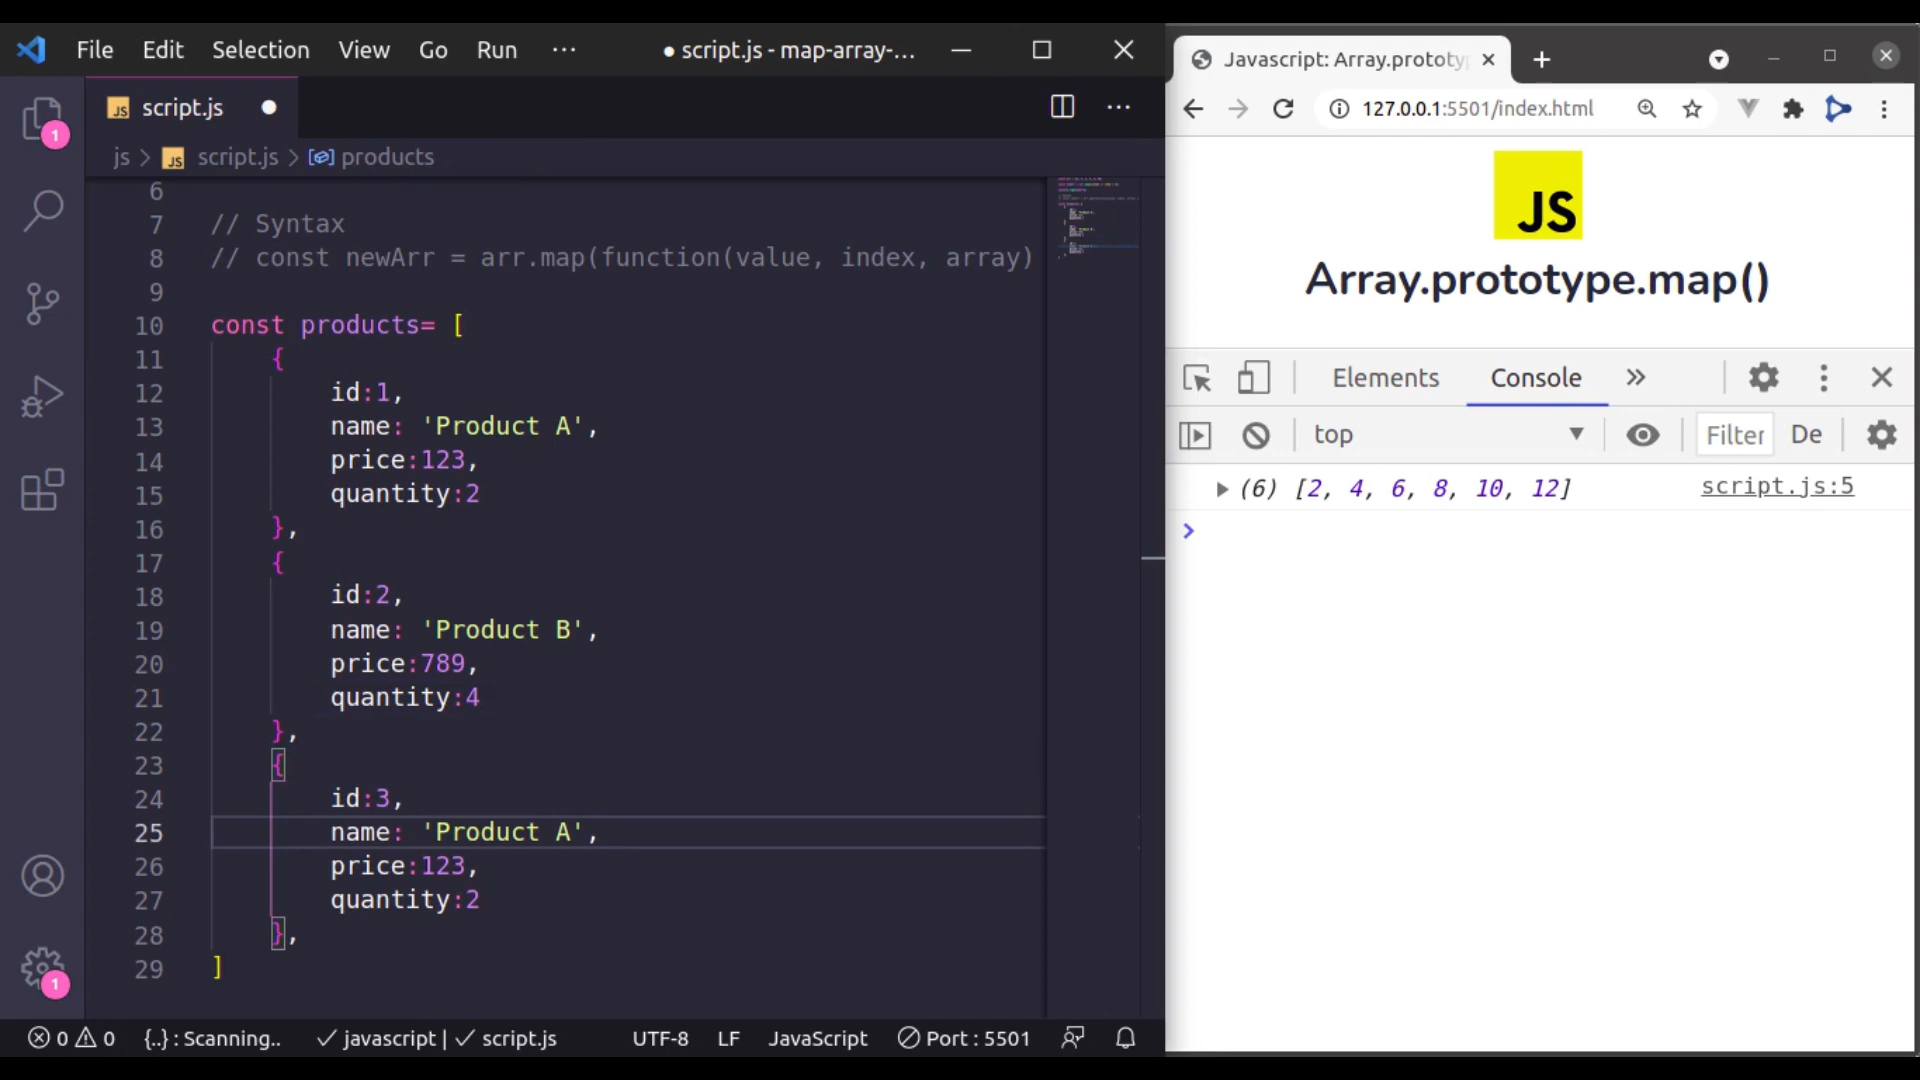 File Edit Selection View Go Run ···
● script.js - map-array-...
JS script.js ●
js > JS script.js > products
6
7 // Syntax
8 // const newArr = arr.map(function(value, index, array)
9
10 const products= [
11 {
12 id:1,
13 name: 'Product A',
14 price:123,
15 quantity:2
16 },
17 {
18 id:2,
19 name: 'Product B',
20 price:789,
21 quantity:4
22 },
23 {
24 id:3,
25 name: 'Product A',
26 price:123,
27 quantity:2
28 },
29 ]
1
1
0 0 {..} : Scanning.. ✓ javascript | ✓ script.js UTF-8 LF JavaScript Port : 5501
Javascript: Array.prototyp
127.0.0.1:5501/index.html
JS
Array.prototype.map()
Elements Console
top Filter De
(6) [2, 4, 6, 8, 10, 12] script.js:5